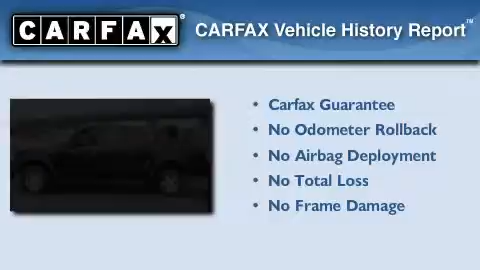 CARFAX® CARFAX Vehicle History Report™
• Carfax Guarantee
• No Odometer Rollback
• No Airbag Deployment
• No Total Loss
• No Frame Damage